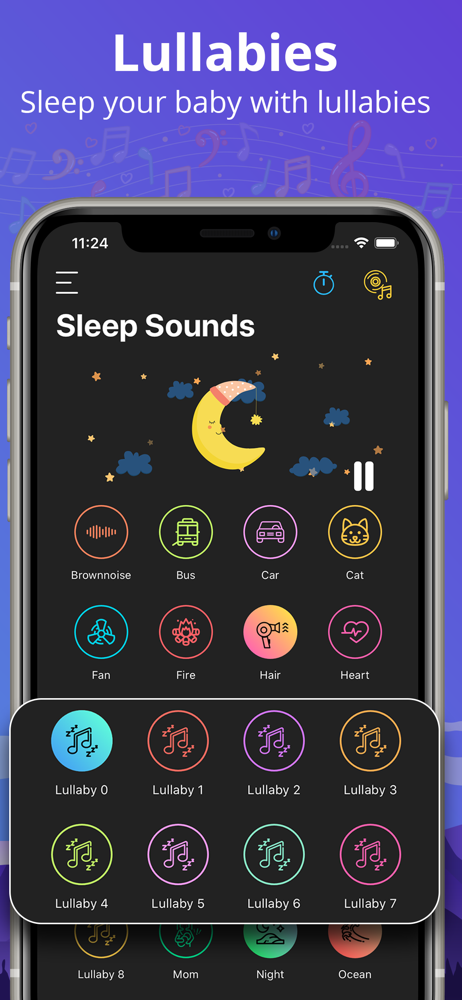 Lullabies
Sleep your baby with lullabies
11:24
Sleep Sounds
Brownnoise Bus Car Cat
Fan Fire Hair Heart
Lullaby 0 Lullaby 1 Lullaby 2 Lullaby 3
Lullaby 4 Lullaby 5 Lullaby 6 Lullaby 7
Lullaby 8 Mom Night Ocean